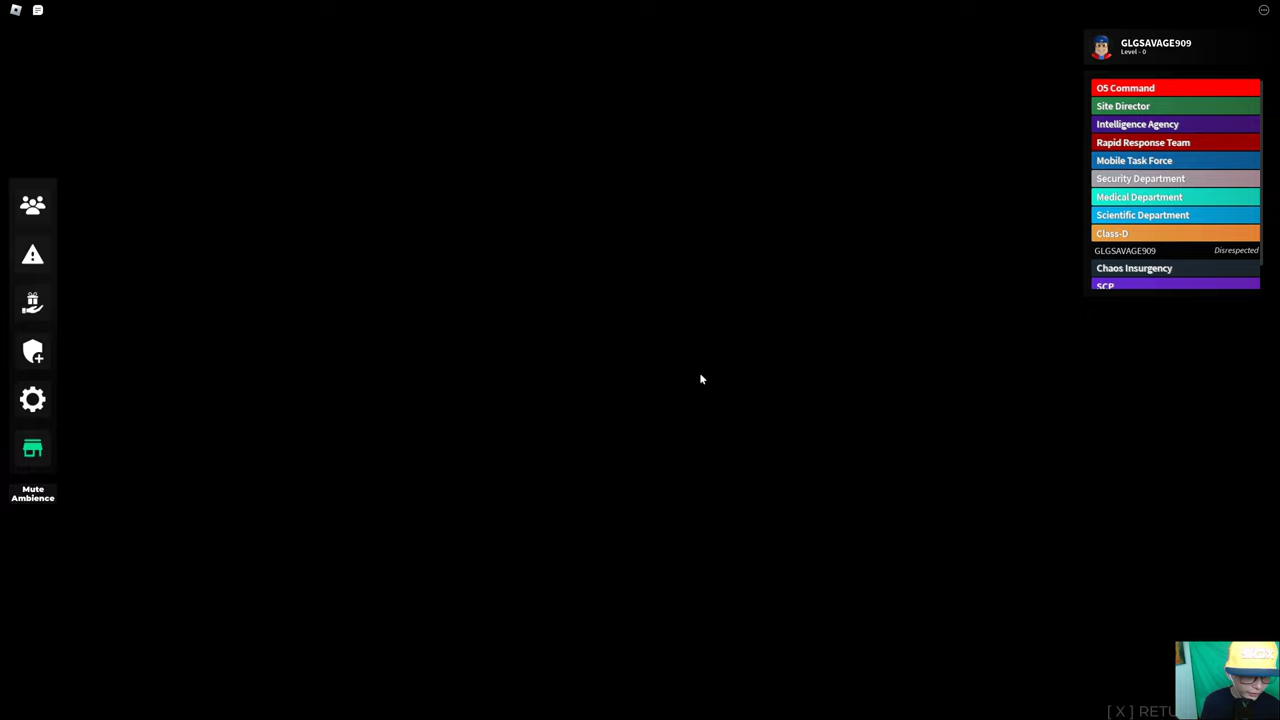 GLGSAVAGE909
Level - 0
O5 Command
Site Director
Intelligence Agency
Rapid Response Team
Mobile Task Force
Security Department
Medical Department
Scientific Department
Class-D
GLGSAVAGE909 Disrespected
Chaos Insurgency
SCP
Mute
Ambience
[ X ] RETU